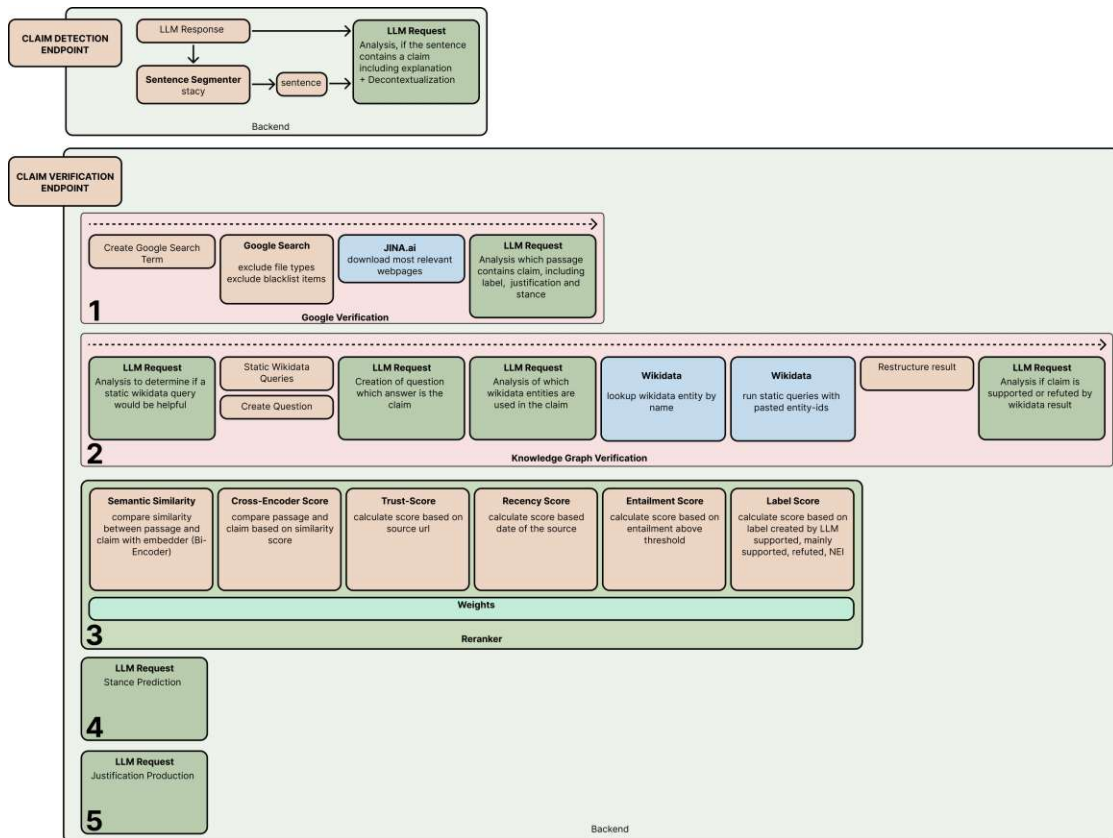 CLAIM DETECTION
ENDPOINT
LLM Response
Sentence Segmenter
stacy
sentence
LLM Request
Analysis, if the sentence
contains a claim
including explanation
+ Decontextualization
Backend
CLAIM VERIFICATION
ENDPOINT
Create Google Search
Term
Google Search
exclude file types
exclude blacklist items
JINA.ai
download most relevant
webpages
LLM Request
Analysis which passage
contains claim, including
label, justification and
stance
1
Google Verification
LLM Request
Analysis to determine if a
static wikidata query
would be helpful
Static Wikidata
Queries
Create Question
LLM Request
Creation of question
which answer is the
claim
LLM Request
Analysis of which
wikidata entities are
used in the claim
Wikidata
lookup wikidata entity by
name
Wikidata
run static queries with
pasted entity-ids
Restructure result
LLM Request
Analysis if claim is
supported or refuted by
wikidata result
2
Knowledge Graph Verification
Semantic Similarity
compare similarity
between passage and
claim with embedder (Bi-
Encoder)
Cross-Encoder Score
compare passage and
claim based on similarity
score
Trust-Score
calculate score based on
source url
Recency Score
calculate score based
date of the source
Entailment Score
calculate score based on
entailment above
threshold
Label Score
calculate score based on
label created by LLM
supported, mainly
supported, refuted, NEI
Weights
3
Reranker
LLM Request
Stance Prediction
4
LLM Request
Justification Production
5
Backend